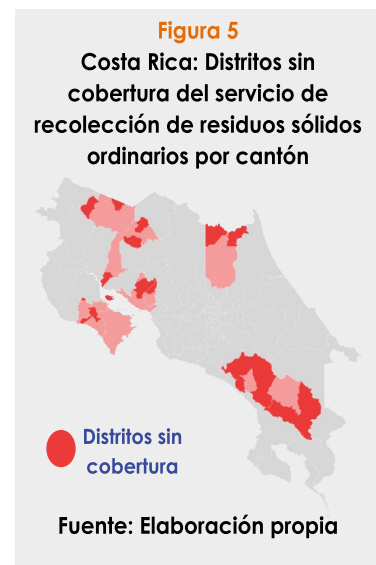 Figura 5
Costa Rica: Distritos sin
cobertura del servicio de
recolección de residuos sólidos
ordinarios por cantón
Distritos sin
cobertura
Fuente: Elaboración propia